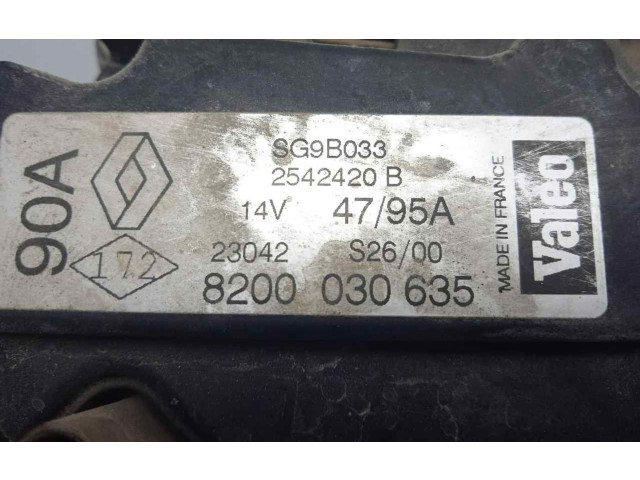 90A
SG9B033
2542420 B
14V 47/95A
172
23042 S26/00
8200 030 635
MADE IN FRANCE
Valeo